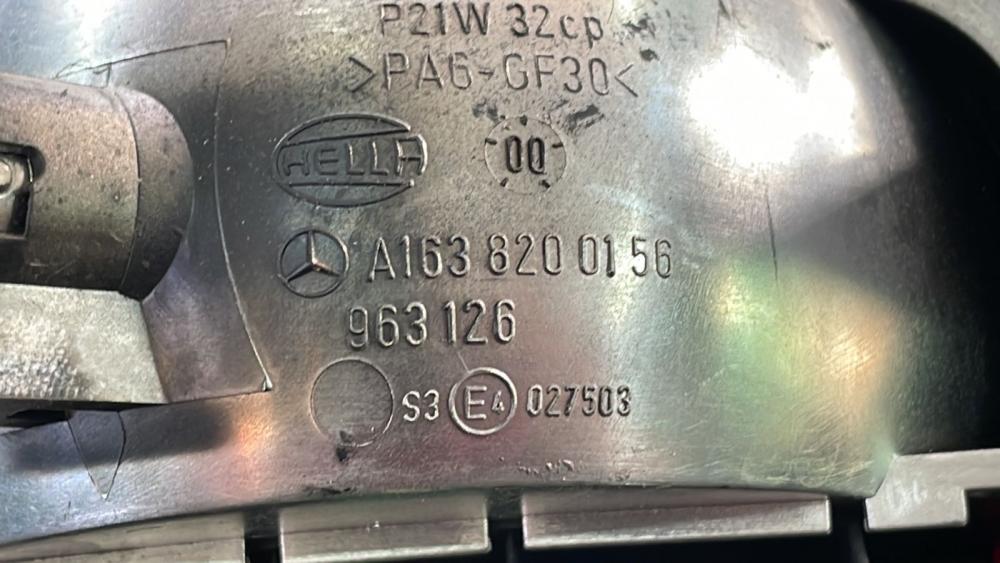 P21W 32cp
>PA6-GF30<
HELLA
00
A163 820 01 56
963 126
S3 E4 027503